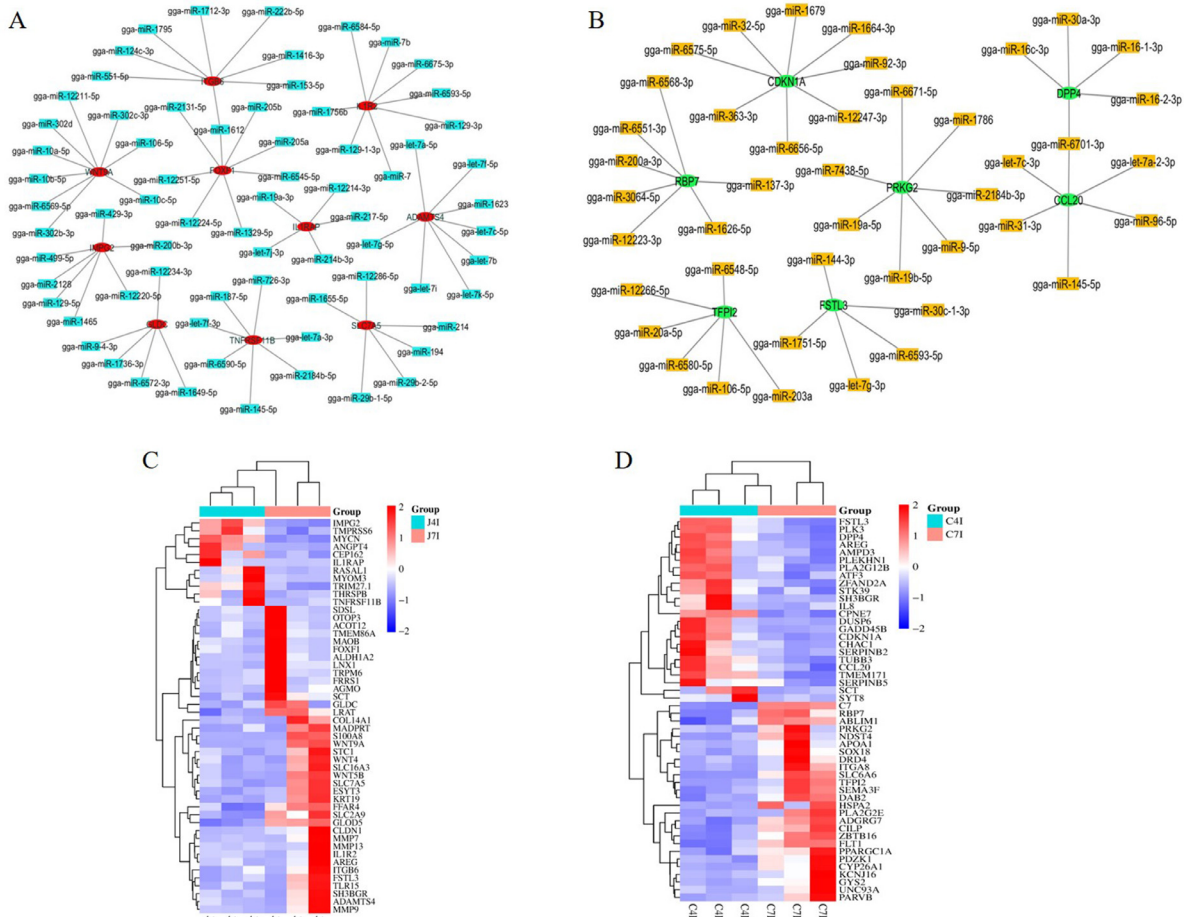 A
gga-miR-1712-3p
gga-miR-222b-5p
gga-miR-1795
gga-miR-6584-5p
gga-miR-7b
gga-miR-124c-3p
gga-miR-1416-3p
gga-miR-6675-3p
gga-miR-551-5p
gga-miR-153-5p
gga-miR-6593-5p
gga-miR-12211-5p
gga-miR-302c-3p
gga-miR-2131-5p
gga-miR-205b
gga-miR-1756b
gga-miR-302d
gga-miR-1612
gga-miR-129-3p
gga-miR-10a-5p
gga-miR-106-5p
gga-miR-205a
gga-miR-129-1-3p
gga-let-7a-5p
gga-let-7f-5p
WNT9A
FOXF1
gga-miR-10b-5p
gga-miR-12251-5p
gga-miR-6545-5p
gga-miR-7
gga-miR-12214-3p
gga-miR-19a-3p
gga-miR-10c-5p
gga-miR-1623
gga-miR-6569-5p
gga-miR-429-3p
gga-miR-12224-5p
gga-miR-217-5p
ADAMTS4
gga-miR-302b-3p
IL1RAP
gga-miR-1329-5p
gga-let-7c-5p
IMPG2
gga-miR-200b-3p
gga-let-7g-5p
gga-miR-499-5p
gga-let-7j-3p
gga-miR-214b-3p
gga-let-7b
gga-miR-12234-3p
gga-miR-12286-5p
gga-miR-2128
gga-miR-726-3p
gga-let-7i
gga-let-7k-5p
gga-miR-129-5p
gga-miR-12220-5p
gga-miR-187-5p
gga-miR-1655-5p
gga-miR-1465
GLDC
gga-let-7f-3p
SLC7A5
gga-miR-214
gga-miR-9-4-3p
TNFRSF11B
gga-let-7a-3p
gga-miR-194
gga-miR-1736-3p
gga-miR-6590-5p
gga-miR-2184b-5p
gga-miR-29b-2-5p
gga-miR-6572-3p
gga-miR-1649-5p
gga-miR-29b-1-5p
gga-miR-145-5p
B
gga-miR-1679
gga-miR-32-5p
gga-miR-1664-3p
gga-miR-30a-3p
gga-miR-6575-5p
gga-miR-16c-3p
gga-miR-16-1-3p
gga-miR-92-3p
gga-miR-6568-3p
CDKN1A
gga-miR-6671-5p
DPP4
gga-miR-16-2-3p
gga-miR-363-3p
gga-miR-12247-3p
gga-miR-1786
gga-miR-6551-3p
gga-miR-6656-5p
gga-miR-6701-3p
gga-miR-200a-3p
gga-miR-7438-5p
gga-let-7c-3p
gga-let-7a-2-3p
RBP7
gga-miR-137-3p
PRKG2
gga-miR-3064-5p
gga-miR-2184b-3p
CCL20
gga-miR-1626-5p
gga-miR-19a-5p
gga-miR-31-3p
gga-miR-96-5p
gga-miR-12223-3p
gga-miR-9-5p
gga-miR-144-3p
gga-miR-6548-5p
gga-miR-19b-5p
gga-miR-145-5p
gga-miR-12266-5p
TFPI2
FSTL3
gga-miR-30c-1-3p
gga-miR-20a-5p
gga-miR-1751-5p
gga-miR-6593-5p
gga-miR-6580-5p
gga-miR-106-5p
gga-miR-203a
gga-let-7g-3p
C
Group
IMPG2
TMPRSS6
MYCN
ANGPT4
CEP162
IL1RAP
RASAL1
MYOM3
TRIM27.1
THRSPB
TNFRSF11B
SDSL
OTOP3
ACOT12
TMEM86A
MAOB
FOXF1
ALDH1A2
LNX1
TRPM6
FRRS1
AGMO
SCT
GLDC
LRAT
COL14A1
MADPRT
S100A8
WNT9A
STC1
WNT4
SLC16A3
WNT5B
SLC7A5
ESYT3
KRT19
FFAR4
SLC2A9
GLOD5
CLDN1
MMP7
MMP13
IL1R2
AREG
ITGB6
FSTL3
TLR15
SH3BGR
ADAMTS4
MMP9
2
1
0
−1
−2
Group
J4I
J7I
D
Group
FSTL3
PLK3
DPP4
AREG
AMPD3
PLEKHN1
PLA2G12B
ATF3
ZFAND2A
STK39
SH3BGR
IL8
CPNE7
DUSP6
GADD45B
CDKN1A
CHAC1
SERPINB2
TUBB3
CCL20
TMEM171
SERPINB5
SCT
SYT8
C7
RBP7
ABLIM1
PRKG2
NDST4
APOA1
SOX18
DRD4
ITGA8
SLC6A6
TFPI2
SEMA3F
DAB2
HSPA2
PLA2G2E
ADGRG7
CILP
ZBTB16
FLT1
PPARGC1A
PDZK1
CYP26A1
KCNJ16
GYS2
UNC93A
PARVB
C4I
C4I
C4I
C7I
C7I
C7I
2
1
0
−1
−2
Group
C4I
C7I